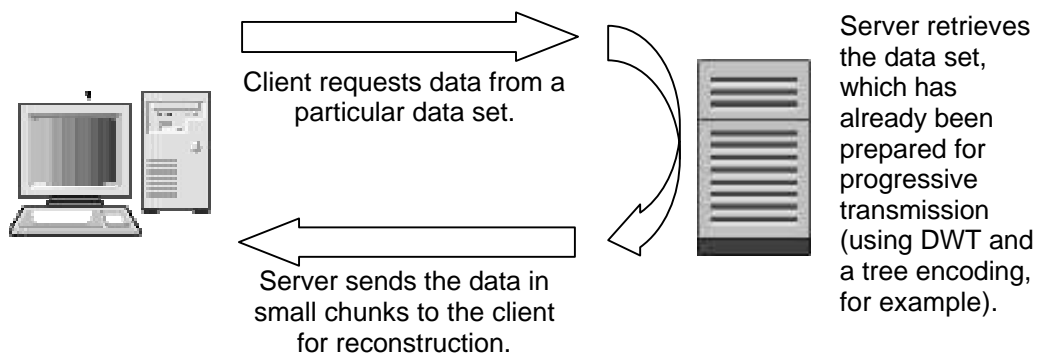 Client requests data from a
particular data set.
Server retrieves
the data set,
which has
already been
prepared for
progressive
transmission
(using DWT and
a tree encoding,
for example).
Server sends the data in
small chunks to the client
for reconstruction.